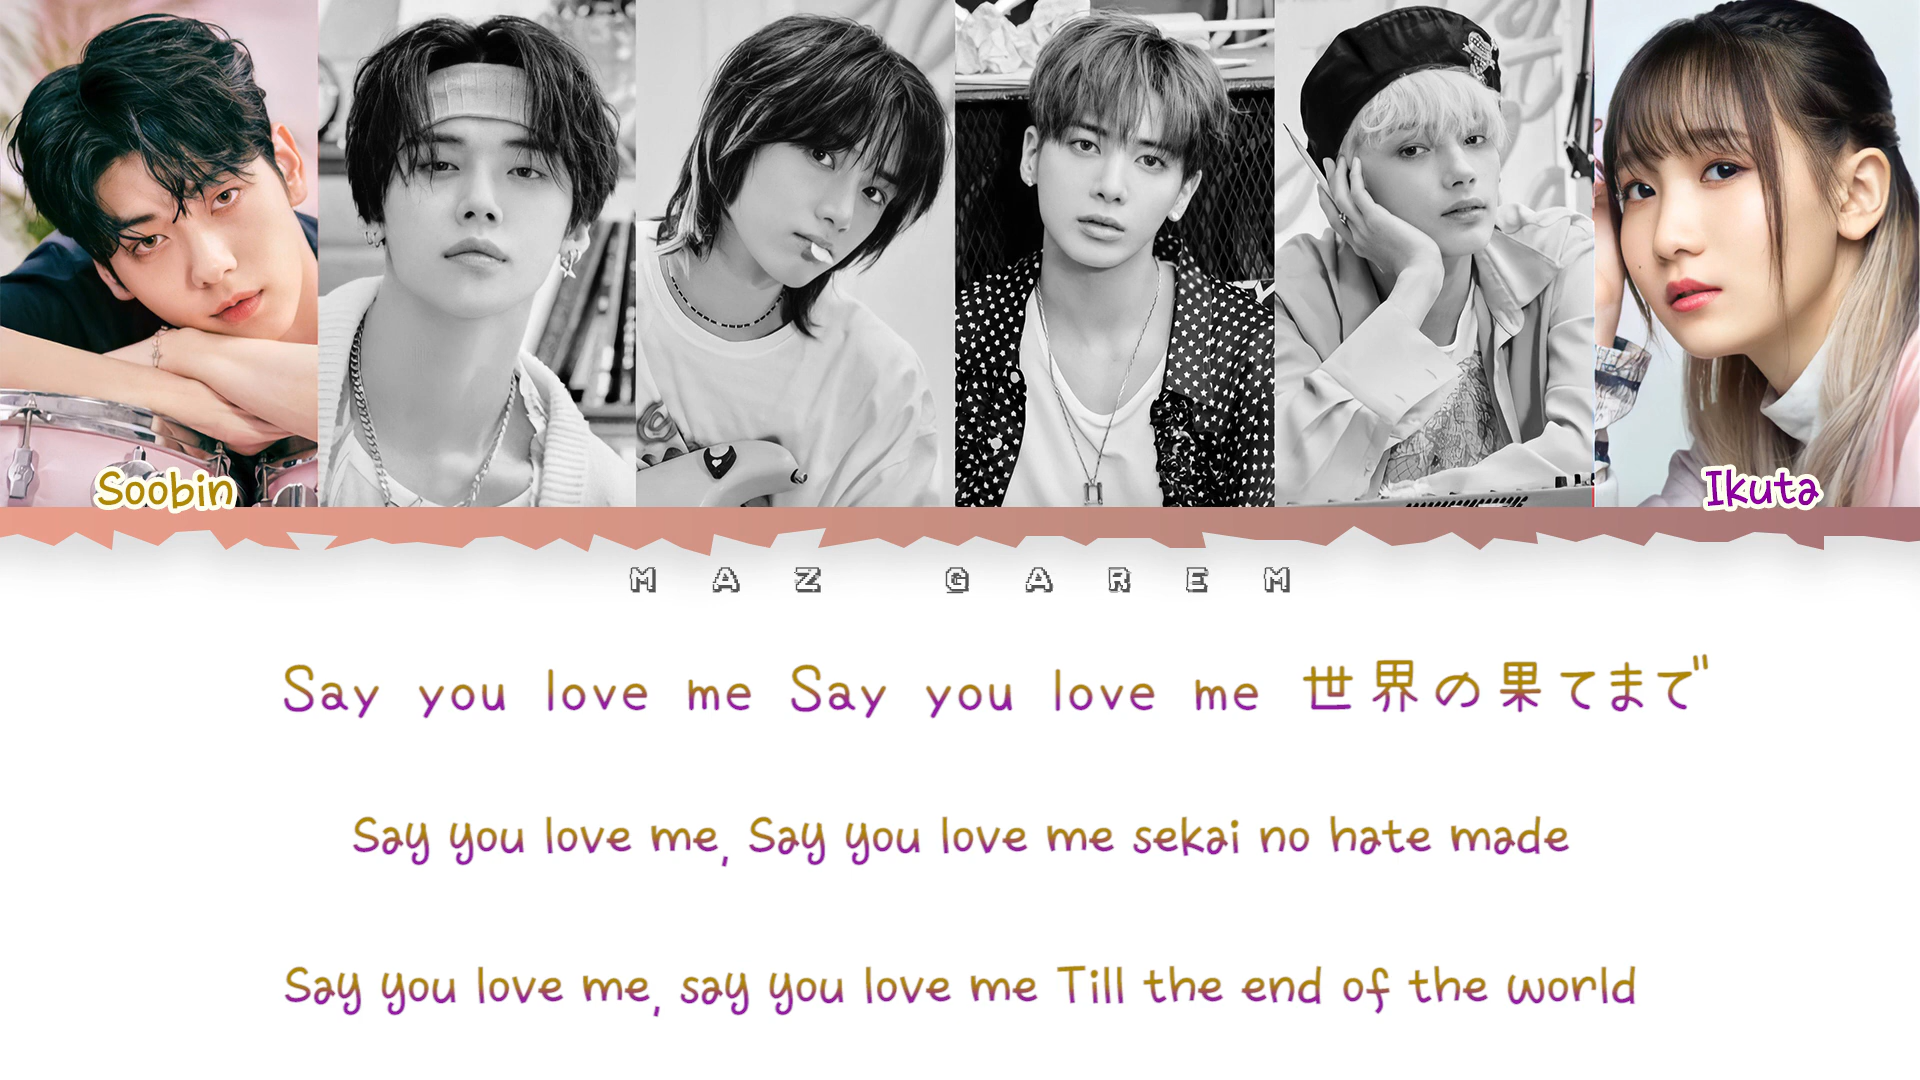 Soobin
Ikuta
MAZ GAREM
Say you love me Say you love me 世界の果てまで
Say you love me, Say you love me sekai no hate made
Say you love me, say you love me Till the end of the world